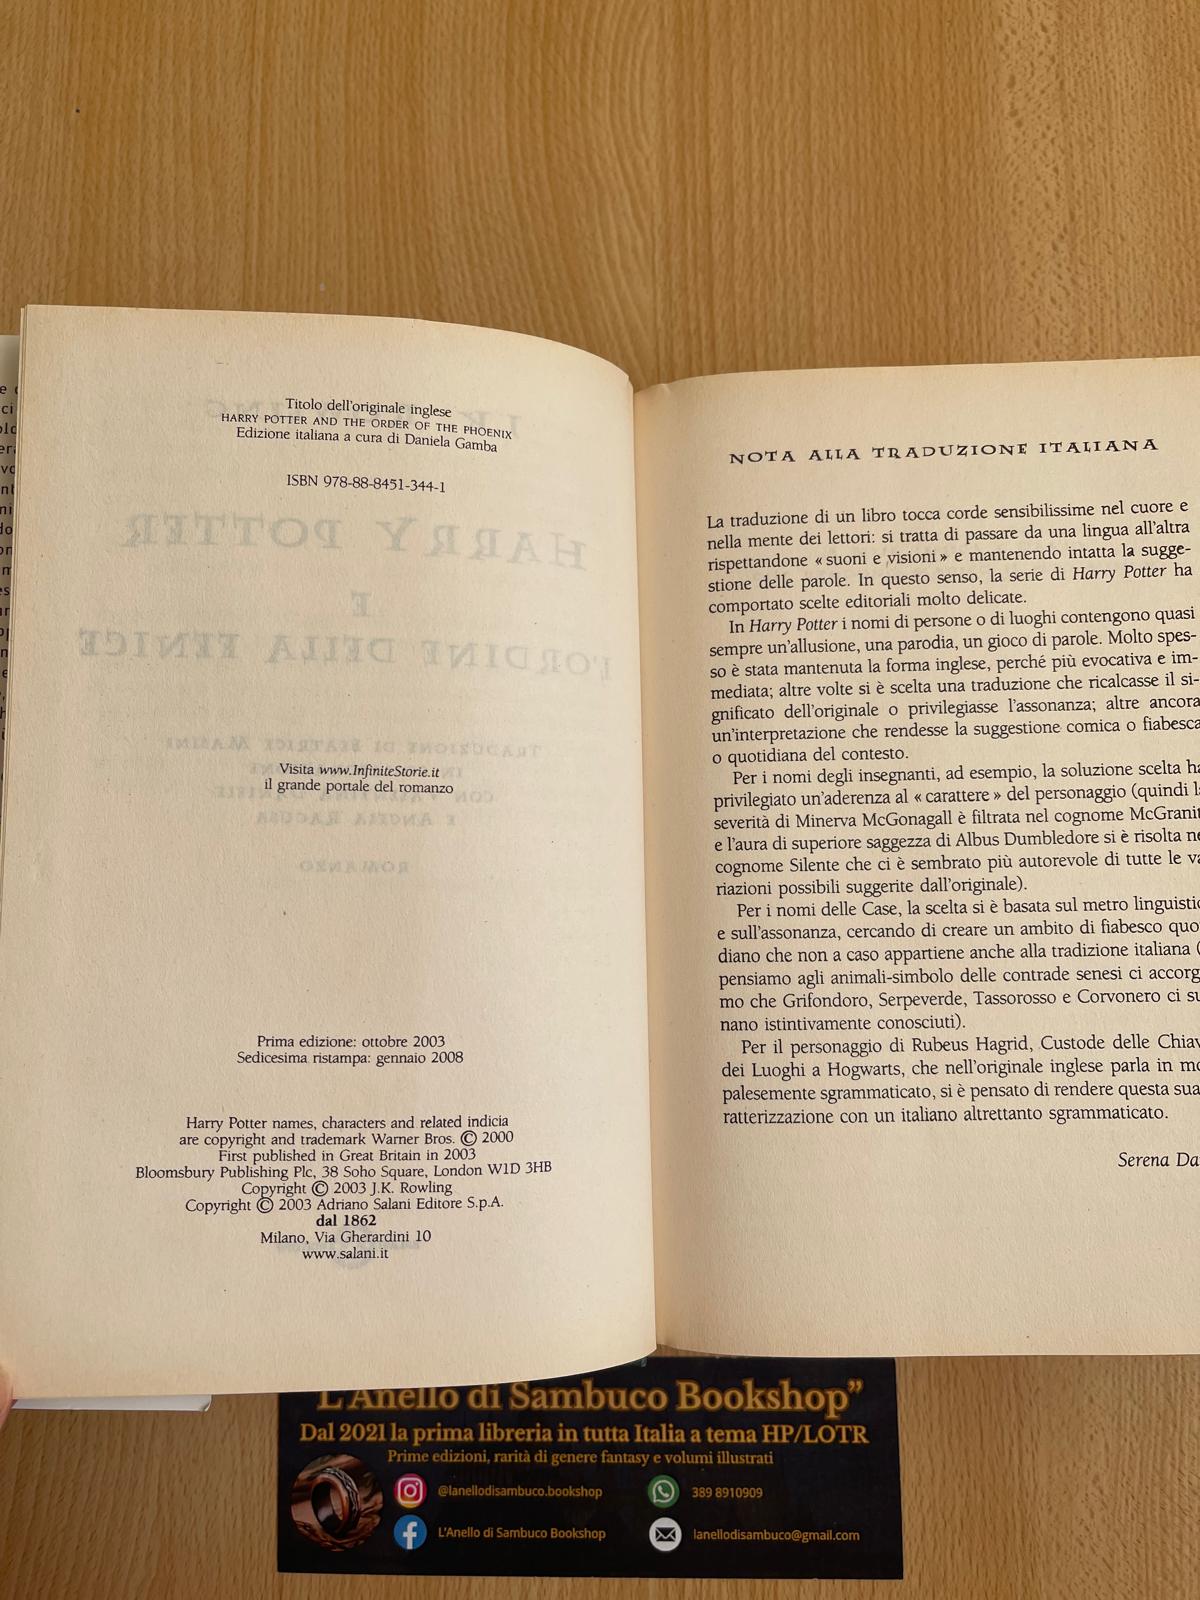 Titolo dell'originale inglese
HARRY POTTER AND THE ORDER OF THE PHOENIX
Edizione italiana a cura di Daniela Gamba
ISBN 978-88-8451-344-1
HARRY POTTER
E
L'ORDINE DELLA FENICE
TRADUZIONE DI BEATRICE MASINI
ROMANZO
Visita www.InfiniteStorie.it
il grande portale del romanzo
Prima edizione: ottobre 2003
Sedicesima ristampa: gennaio 2008
Harry Potter names, characters and related indicia
are copyright and trademark Warner Bros. © 2000
First published in Great Britain in 2003
Bloomsbury Publishing Plc, 38 Soho Square, London W1D 3HB
Copyright © 2003 J.K. Rowling
Copyright © 2003 Adriano Salani Editore S.p.A.
dal 1862
Milano, Via Gherardini 10
www.salani.it
NOTA ALLA TRADUZIONE ITALIANA
La traduzione di un libro tocca corde sensibilissime nel cuore e
nella mente dei lettori: si tratta di passare da una lingua all'altra
rispettandone « suoni e visioni » e mantenendo intatta la sugge-
stione delle parole. In questo senso, la serie di Harry Potter ha
comportato scelte editoriali molto delicate.
In Harry Potter i nomi di persone o di luoghi contengono quasi
sempre un'allusione, una parodia, un gioco di parole. Molto spes-
so è stata mantenuta la forma inglese, perché più evocativa e im-
mediata; altre volte si è scelta una traduzione che ricalcasse il si-
gnificato dell'originale o privilegiasse l'assonanza; altre ancora
un'interpretazione che rendesse la suggestione comica o fiabesca
o quotidiana del contesto.
Per i nomi degli insegnanti, ad esempio, la soluzione scelta ha
privilegiato un'aderenza al « carattere » del personaggio (quindi
severità di Minerva McGonagall è filtrata nel cognome McGranit
e l'aura di superiore saggezza di Albus Dumbledore si è risolta ne
cognome Silente che ci è sembrato più autorevole di tutte le va
riazioni possibili suggerite dall'originale).
Per i nomi delle Case, la scelta si è basata sul metro linguistic
e sull'assonanza, cercando di creare un ambito di fiabesco quo
diano che non a caso appartiene anche alla tradizione italiana (
pensiamo agli animali-simbolo delle contrade senesi ci accorg
mo che Grifondoro, Serpeverde, Tassorosso e Corvonero ci su
nano istintivamente conosciuti).
Per il personaggio di Rubeus Hagrid, Custode delle Chiav
dei Luoghi a Hogwarts, che nell'originale inglese parla in mo
palesemente sgrammaticato, si è pensato di rendere questa sua
ratterizzazione con un italiano altrettanto sgrammaticato.
Serena Da
L'Anello di Sambuco Bookshop”
Dal 2021 la prima libreria in tutta Italia a tema HP/LOTR
Prime edizioni, rarità di genere fantasy e volumi illustrati
@lanellodisambuco.bookshop
389 8910909
L'Anello di Sambuco Bookshop
lanellodisambuco@gmail.com